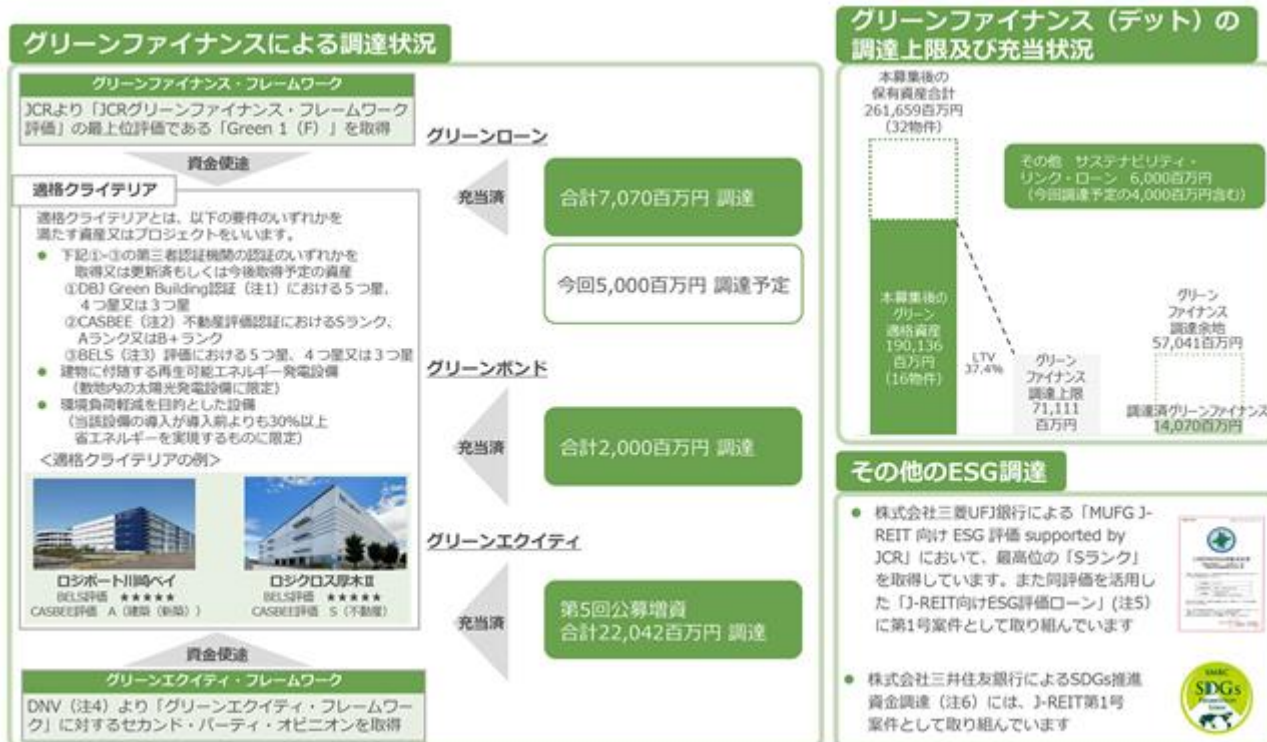 グリーンファイナンスによる調達状況
グリーンファイナンス・フレームワーク
JCRより「JCRグリーンファイナンス・フレームワーク
評価」の最上位評価である「Green 1（F）」を取得
資金使途
適格クライテリア
適格クライテリアとは、以下の要件のいずれかを
満たす資産又はプロジェクトをいいます。
● 下記①-③の第三者認証機関の認証のいずれかを
取得又は更新済もしくは今後取得予定の資産
①DBJ Green Building認証（注1）における５つ星、
４つ星又は３つ星
②CASBEE（注2）不動産評価認証におけるSランク、
Aランク又はB+ランク
③BELS（注3）評価における５つ星、４つ星又は３つ星
● 建物に付随する再生可能エネルギー発電設備
（敷地内の太陽光発電設備に限定）
● 環境負荷軽減を目的とした設備
（当該設備の導入が導入前よりも30%以上
省エネルギーを実現するものに限定）
＜適格クライテリアの例＞
ロジポート川崎ベイ
BELS評価 ★★★★★
CASBEE評価 A（建築（新築））
ロジクロス厚木Ⅱ
BELS評価 ★★★★★
CASBEE評価 S（不動産）
資金使途
グリーンエクイティ・フレームワーク
DNV（注4）より「グリーンエクイティ・フレームワー
ク」に対するセカンド・パーティ・オピニオンを取得
グリーンローン
充当済
合計7,070百万円 調達
今回5,000百万円 調達予定
グリーンボンド
充当済
合計2,000百万円 調達
グリーンエクイティ
充当済
第5回公募増資
合計22,042百万円 調達
グリーンファイナンス（デット）の
調達上限及び充当状況
本募集後の
保有資産合計
261,659百万円
（32物件）
その他 サステナビリティ・
リンク・ローン 6,000百万円
（今回調達予定の4,000百万円含む）
本募集後の
グリーン
適格資産
190,136
百万円
（16物件）
LTV
37.4%
グリーン
ファイナンス
調達上限
71,111
百万円
グリーン
ファイナンス
調達余地
57,041百万円
調達済グリーンファイナンス
14,070百万円
その他のESG調達
● 株式会社三菱UFJ銀行による「MUFG J-
REIT 向け ESG 評価 supported by
JCR」において、最高位の「Sランク」
を取得しています。また同評価を活用し
た「J-REIT向けESG評価ローン」(注5）
に第1号案件として取り組んでいます
● 株式会社三井住友銀行によるSDGs推進
資金調達（注6）には、J-REIT第1号
案件として取り組んでいます
SMBC
SDGs